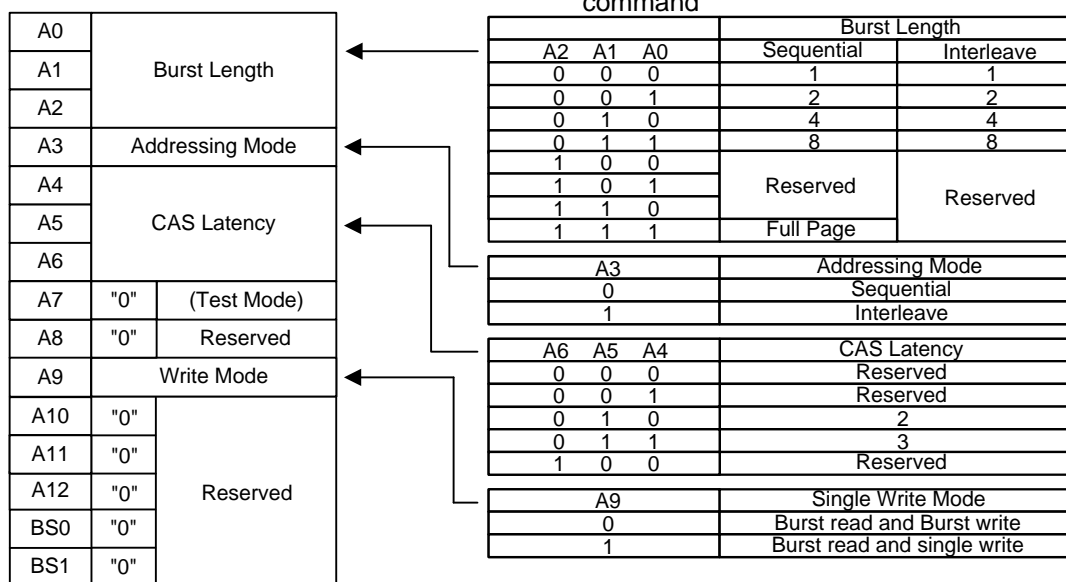 command
A0
A1 Burst Length
A2
A3 Addressing Mode
A4
A5 CAS Latency
A6
A7 "0" (Test Mode)
A8 "0" Reserved
A9 Write Mode
A10 "0"
A11 "0"
A12 "0" Reserved
BS0 "0"
BS1 "0"
Burst Length
A2 A1 A0 Sequential Interleave
0 0 0 1 1
0 0 1 2 2
0 1 0 4 4
0 1 1 8 8
1 0 0
1 0 1 Reserved Reserved
1 1 0
1 1 1 Full Page
A3 Addressing Mode
0 Sequential
1 Interleave
A6 A5 A4 CAS Latency
0 0 0 Reserved
0 0 1 Reserved
0 1 0 2
0 1 1 3
1 0 0 Reserved
A9 Single Write Mode
0 Burst read and Burst write
1 Burst read and single write